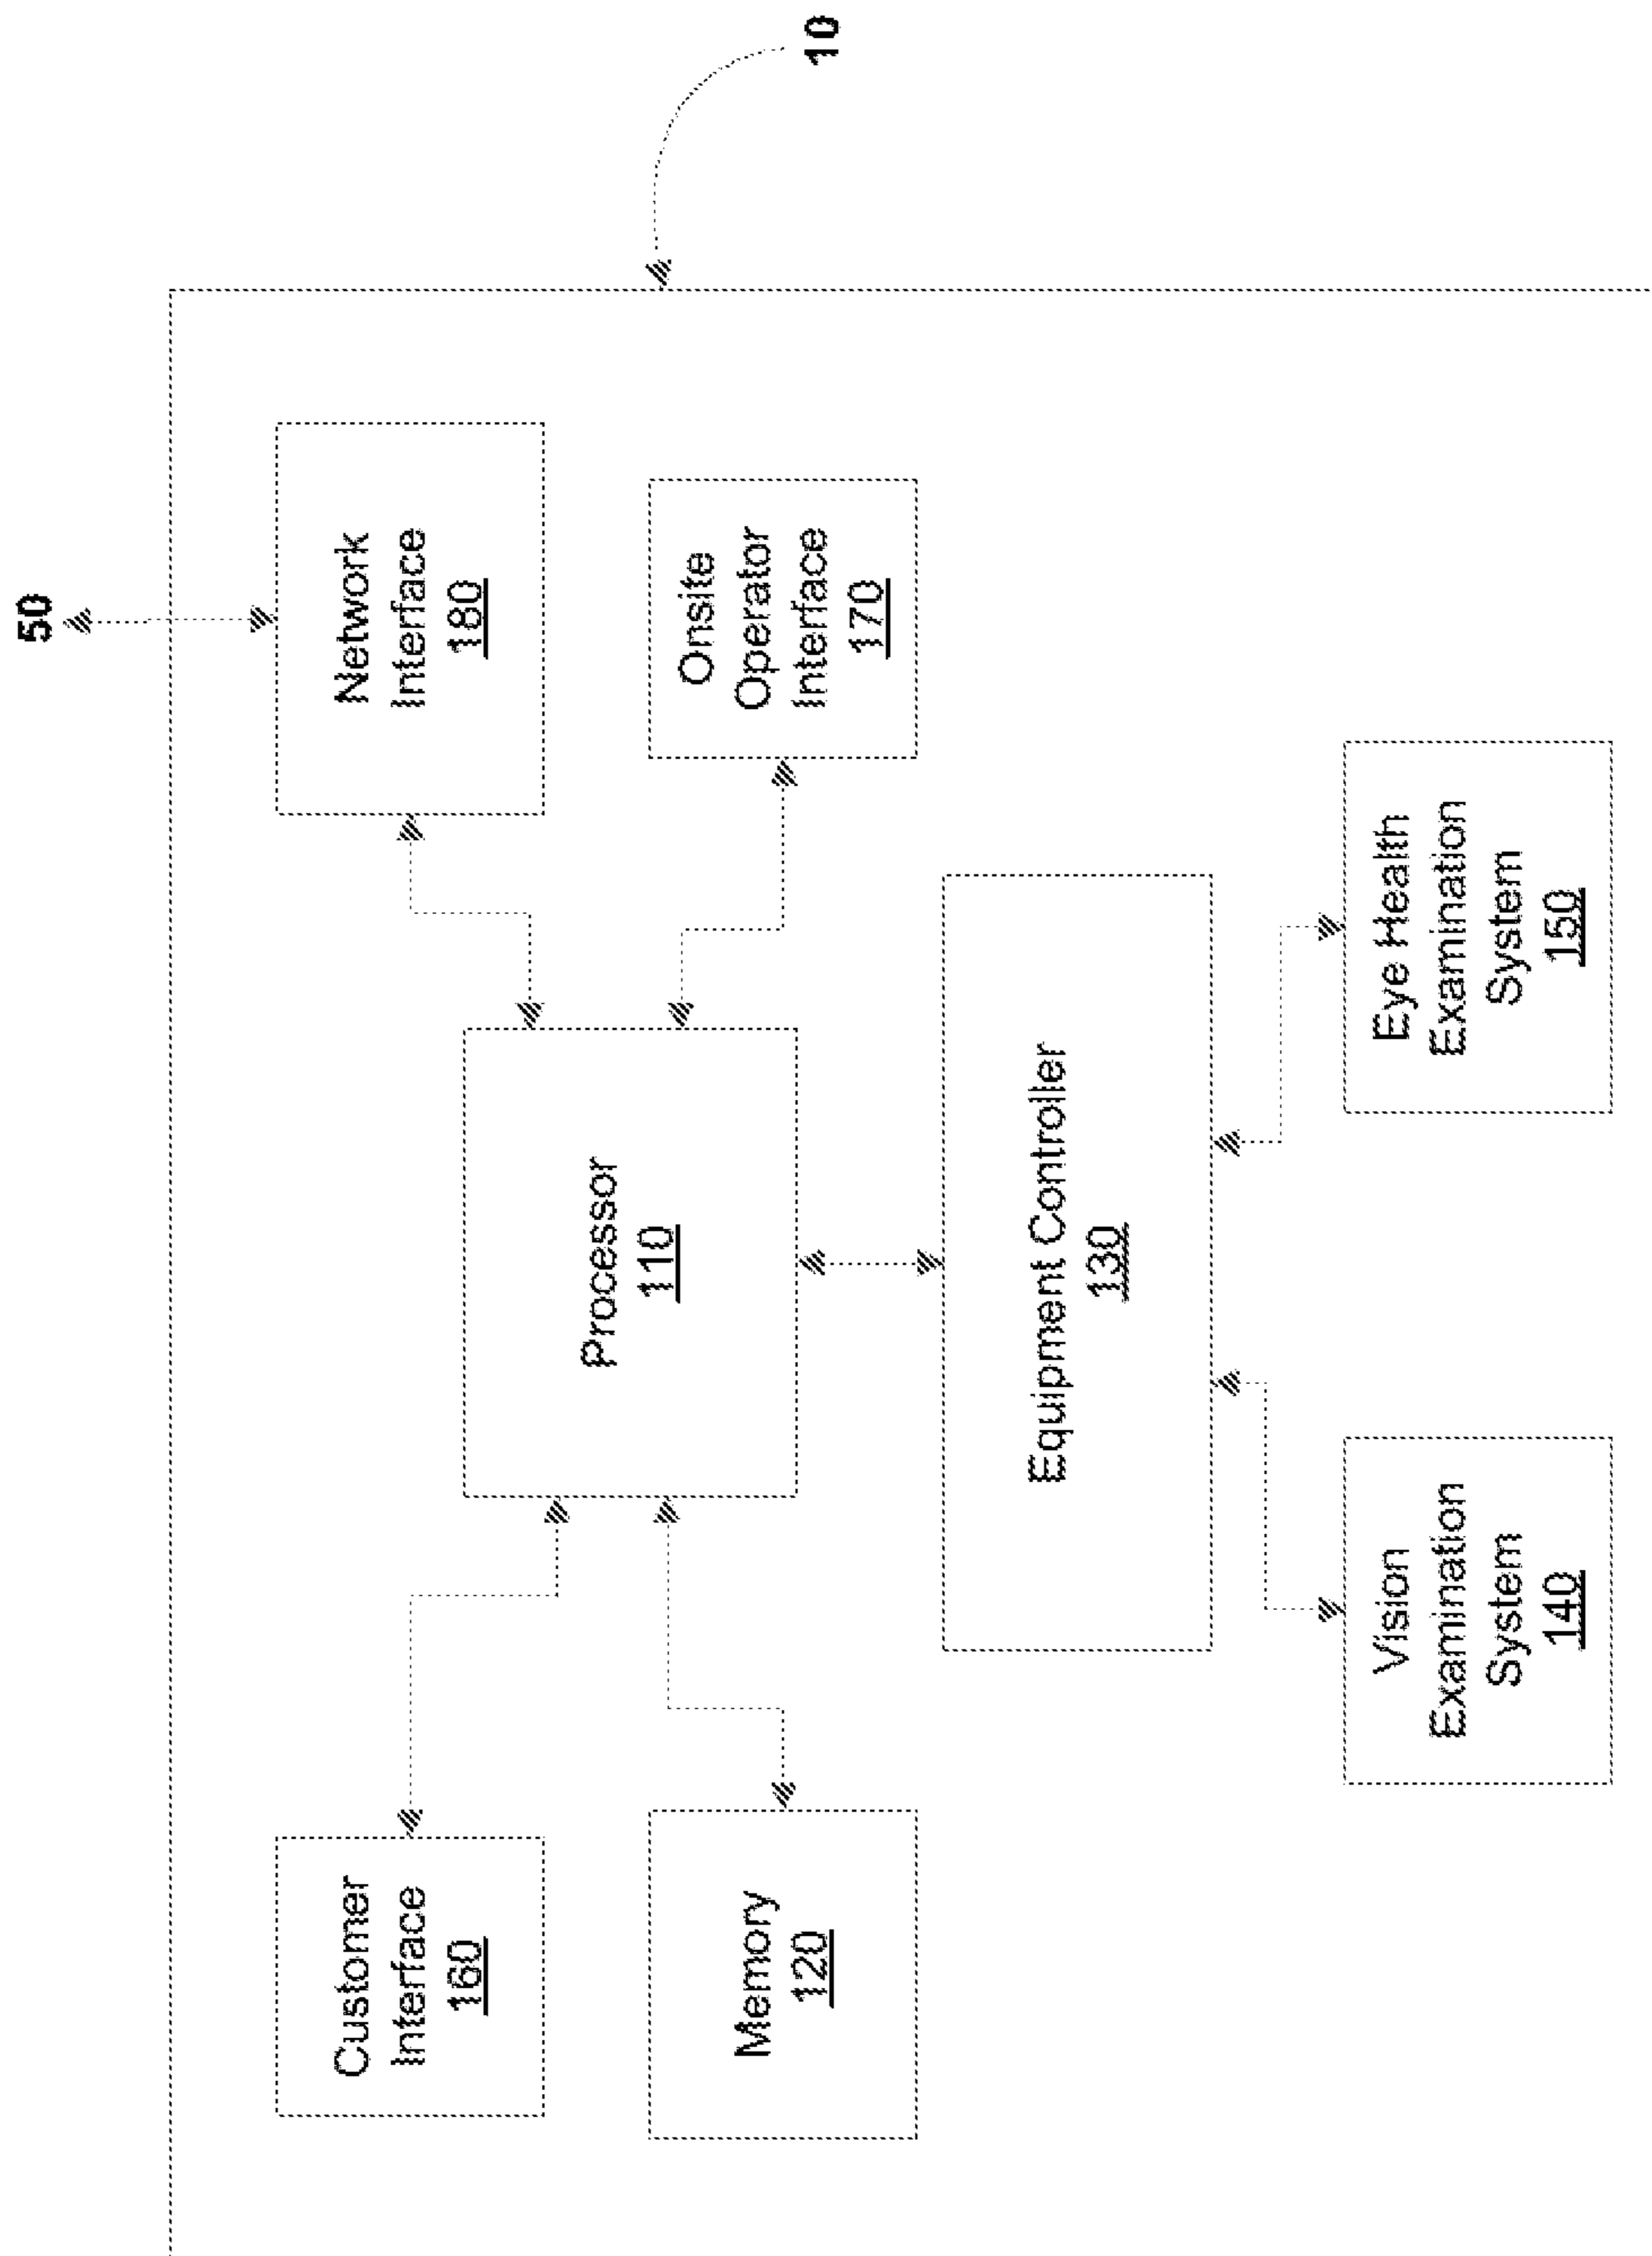 50
10
Customer
Interface
160
Network
Interface
180
Processor
110
Memory
120
Onsite
Operator
Interface
170
Equipment Controller
130
Vision
Examination
System
140
Eye Health
Examination
System
150